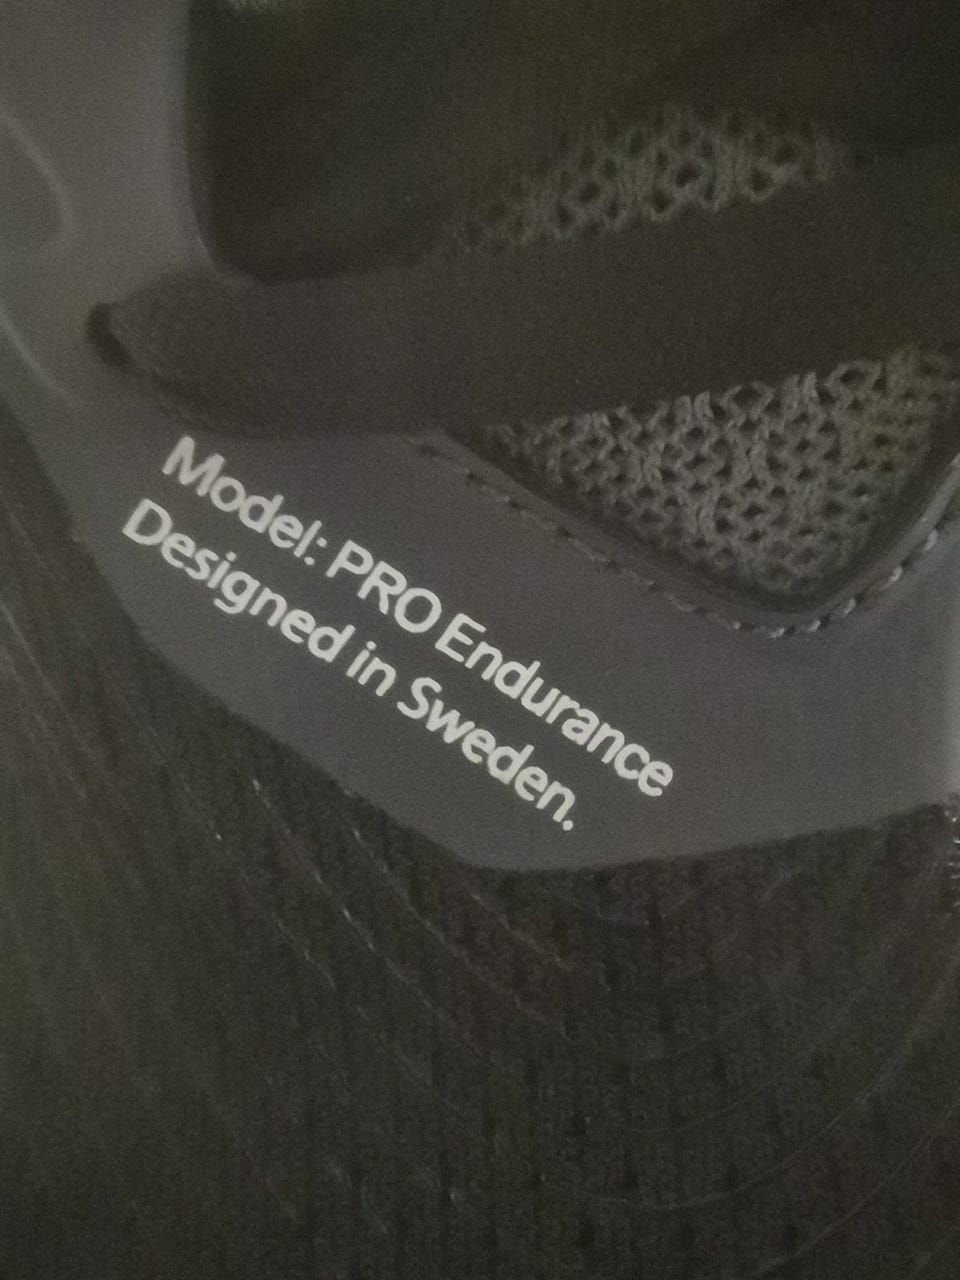 Model: PRO Endurance
Designed in Sweden.